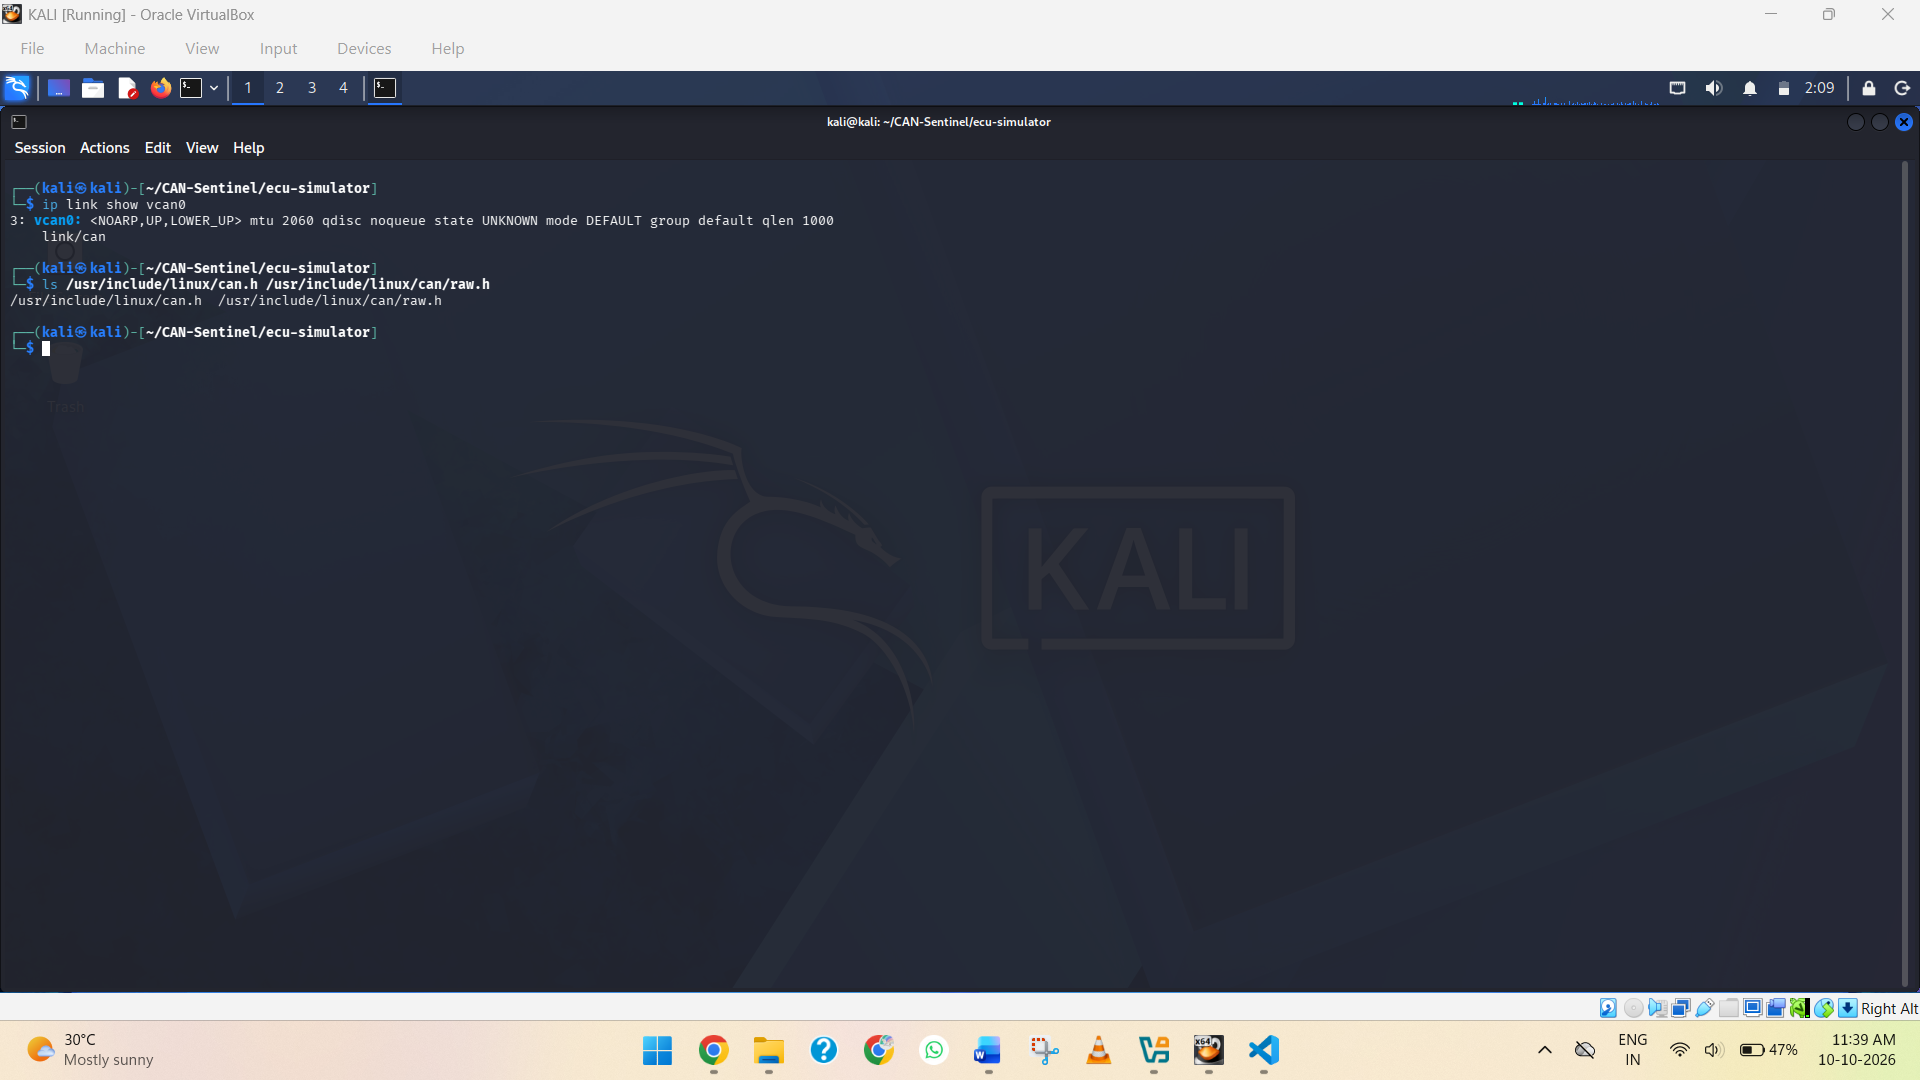 KALI [Running] - Oracle VirtualBox
File Machine View Input Devices Help
1 2 3 4 2:09
kali@kali: ~/CAN-Sentinel/ecu-simulator
Session Actions Edit View Help
┌──(kali㉿kali)-[~/CAN-Sentinel/ecu-simulator]
└─$ ip link show vcan0
3: vcan0: <NOARP,UP,LOWER_UP> mtu 2060 qdisc noqueue state UNKNOWN mode DEFAULT group default qlen 1000
    link/can
┌──(kali㉿kali)-[~/CAN-Sentinel/ecu-simulator]
└─$ ls /usr/include/linux/can.h /usr/include/linux/can/raw.h
/usr/include/linux/can.h  /usr/include/linux/can/raw.h
┌──(kali㉿kali)-[~/CAN-Sentinel/ecu-simulator]
└─$
Trash
KALI
Right Alt
30°C
Mostly sunny
ENG
IN
47%
11:39 AM
10-10-2026